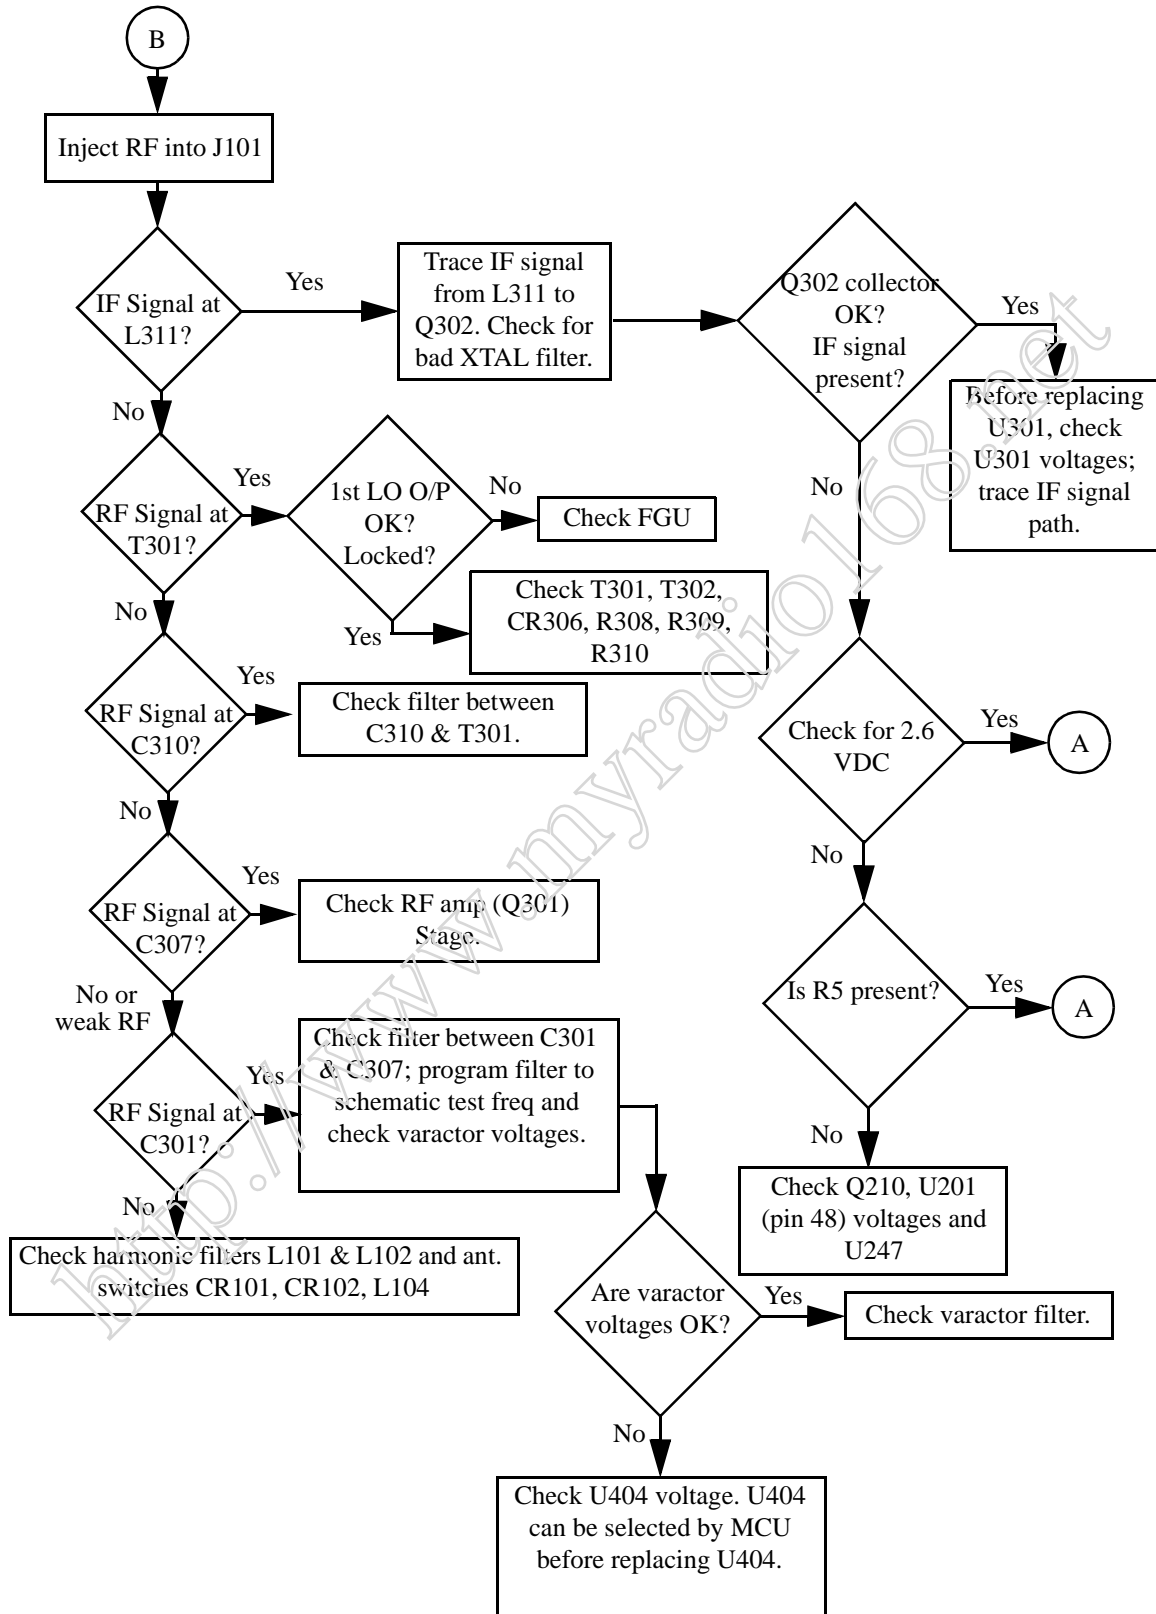 B
Inject RF into J101
IF Signal at
L311?
Yes
Trace IF signal
from L311 to
Q302. Check for
bad XTAL filter.
Q302 collector
OK?
IF signal
present?
Yes
Before replacing
U301, check
U301 voltages;
trace IF signal
path.
No
No
RF Signal at
T301?
Yes
1st LO O/P
OK?
Locked?
No
Check FGU
Yes
Check T301, T302,
CR306, R308, R309,
R310
No
RF Signal at
C310?
Yes
Check filter between
C310 & T301.
Check for 2.6
VDC
Yes
A
No
No
RF Signal at
C307?
Yes
Check RF amp (Q301)
Stage.
Is R5 present?
Yes
A
No or
weak RF
RF Signal at
C301?
Yes
Check filter between C301
& C307; program filter to
schematic test freq and
check varactor voltages.
No
Check Q210, U201
(pin 48) voltages and
U247
No
Check harmonic filters L101 & L102 and ant.
switches CR101, CR102, L104
Are varactor
voltages OK?
Yes
Check varactor filter.
No
Check U404 voltage. U404
can be selected by MCU
before replacing U404.
http://www.myradio168.net